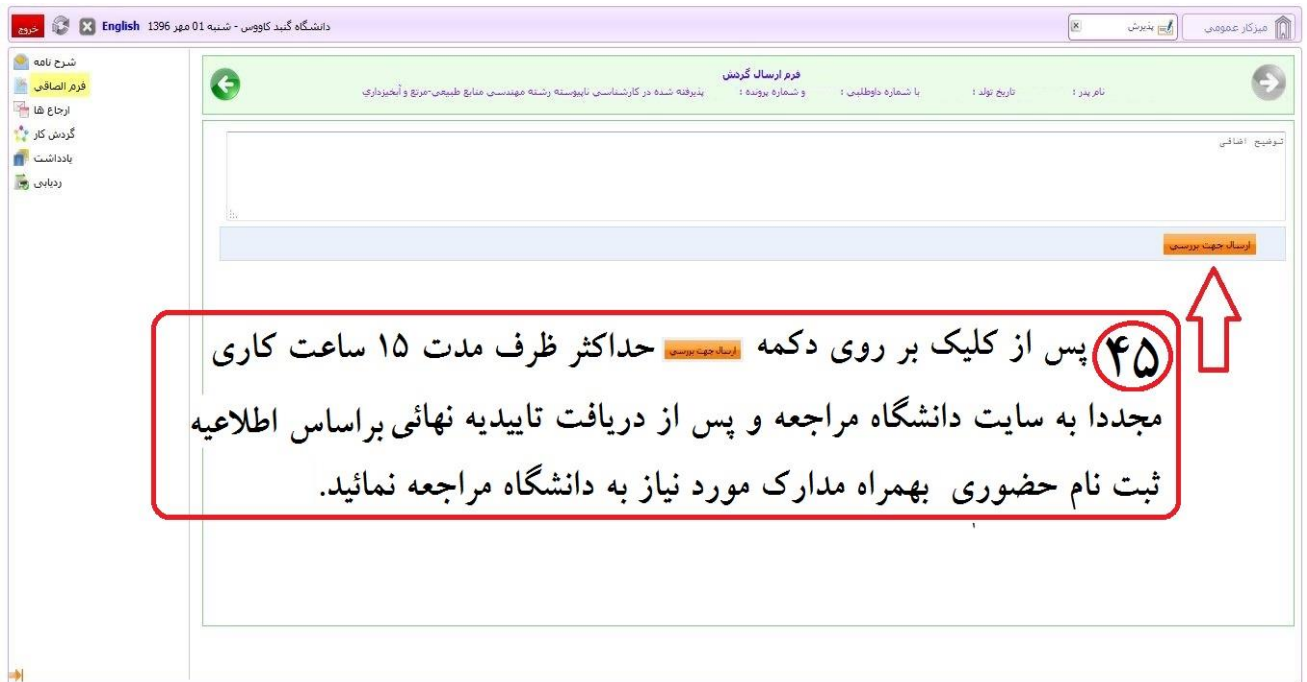 میزکار عمومی
پذیرش
دانشگاه گنبد کاووس - شنبه 01 مهر 1396 English
خروج
شرح نامه
فرم الصاقی
ارجاع ها
گردش کار
یادداشت
ردیابی
فرم ارسال گردش
نام پدر : تاریخ تولد : با شماره داوطلبی : و شماره پرونده : پذیرفته شده در کارشناسی ناپیوسته رشته مهندسی منابع طبیعی-مرتع و آبخیزداری
توضیح اضافی
ارسال جهت بررسی
۴۵ پس از کلیک بر روی دکمه ارسال جهت بررسی حداکثر ظرف مدت ۱۵ ساعت کاری
مجددا به سایت دانشگاه مراجعه و پس از دریافت تاییدیه نهائی براساس اطلاعیه
ثبت نام حضوری بهمراه مدارک مورد نیاز به دانشگاه مراجعه نمائید.